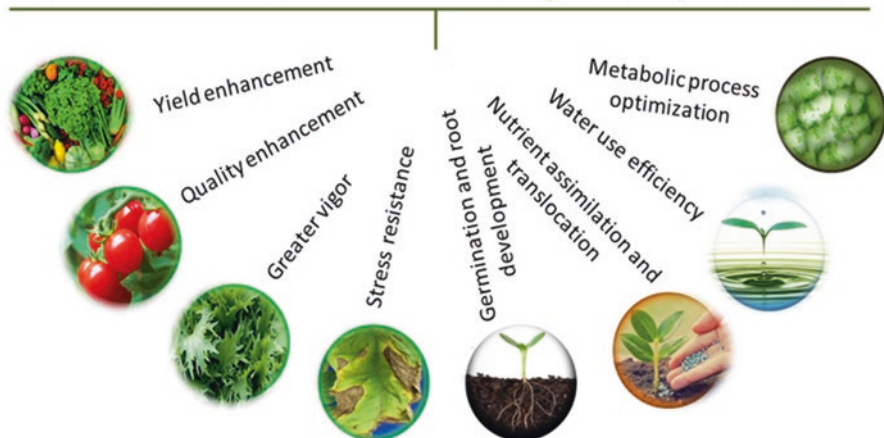 Yield enhancement
Quality enhancement
Greater vigor
Stress resistance
Germination and root
development
Nutrient assimilation and
translocation
Water use efficiency
Metabolic process
optimization